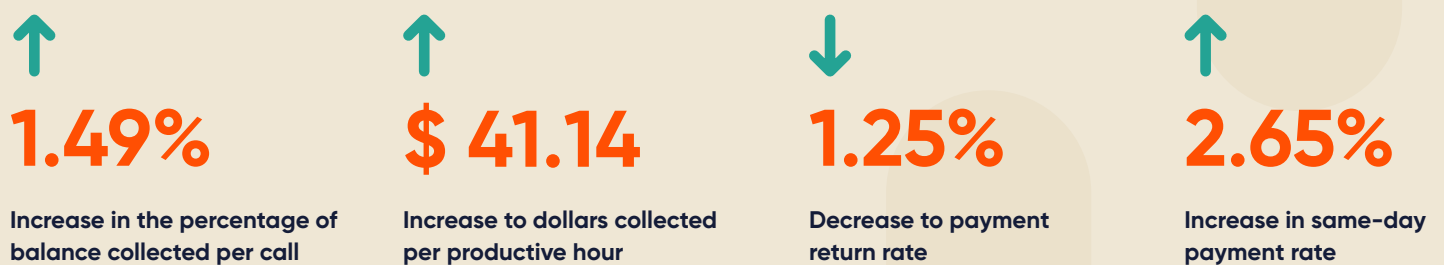 1.49%
Increase in the percentage of
balance collected per call
$ 41.14
Increase to dollars collected
per productive hour
1.25%
Decrease to payment
return rate
2.65%
Increase in same-day
payment rate